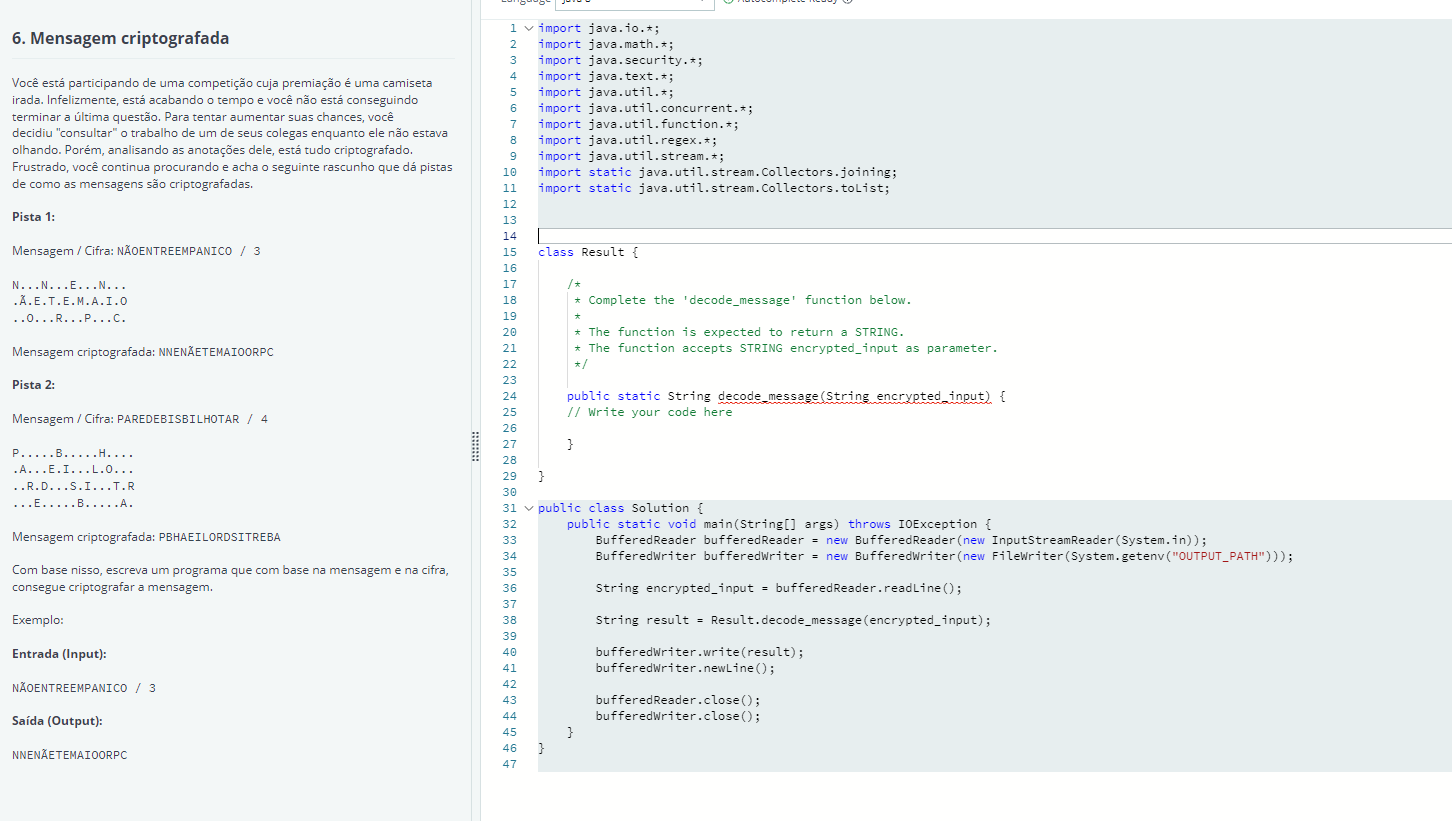 6. Mensagem criptografada
Você está participando de uma competição cuja premiação é uma camiseta
irada. Infelizmente, está acabando o tempo e você não está conseguindo
terminar a última questão. Para tentar aumentar suas chances, você
decidiu "consultar" o trabalho de um de seus colegas enquanto ele não estava
olhando. Porém, analisando as anotações dele, está tudo criptografado.
Frustrado, você continua procurando e acha o seguinte rascunho que dá pistas
de como as mensagens são criptografadas.
Pista 1:
Mensagem / Cifra: NÃOENTREEMPANICO / 3
N...N...E...N...
.Ã.E.T.E.M.A.I.O
..O...R...P...C.
Mensagem criptografada: NNENÃETEMAIOORPC
Pista 2:
Mensagem / Cifra: PAREDEBISBILHOTAR / 4
P.....B.....H....
.A...E.I...L.O...
..R.D...S.I...T.R
...E.....B.....A.
Mensagem criptografada: PBHAEILORDSITREBA
Com base nisso, escreva um programa que com base na mensagem e na cifra,
consegue criptografar a mensagem.
Exemplo:
Entrada (Input):
NÃOENTREEMPANICO / 3
Saída (Output):
NNENÃETEMAIOORPC
1 import java.io.*;
2 import java.math.*;
3 import java.security.*;
4 import java.text.*;
5 import java.util.*;
6 import java.util.concurrent.*;
7 import java.util.function.*;
8 import java.util.regex.*;
9 import java.util.stream.*;
10 import static java.util.stream.Collectors.joining;
11 import static java.util.stream.Collectors.toList;
12
13
14
15 class Result {
16
17 /*
18 * Complete the 'decode_message' function below.
19 *
20 * The function is expected to return a STRING.
21 * The function accepts STRING encrypted_input as parameter.
22 */
23
24 public static String decode_message(String encrypted_input) {
25 // Write your code here
26
27 }
28
29 }
30
31 public class Solution {
32 public static void main(String[] args) throws IOException {
33 BufferedReader bufferedReader = new BufferedReader(new InputStreamReader(System.in));
34 BufferedWriter bufferedWriter = new BufferedWriter(new FileWriter(System.getenv("OUTPUT_PATH")));
35
36 String encrypted_input = bufferedReader.readLine();
37
38 String result = Result.decode_message(encrypted_input);
39
40 bufferedWriter.write(result);
41 bufferedWriter.newLine();
42
43 bufferedReader.close();
44 bufferedWriter.close();
45 }
46 }
47